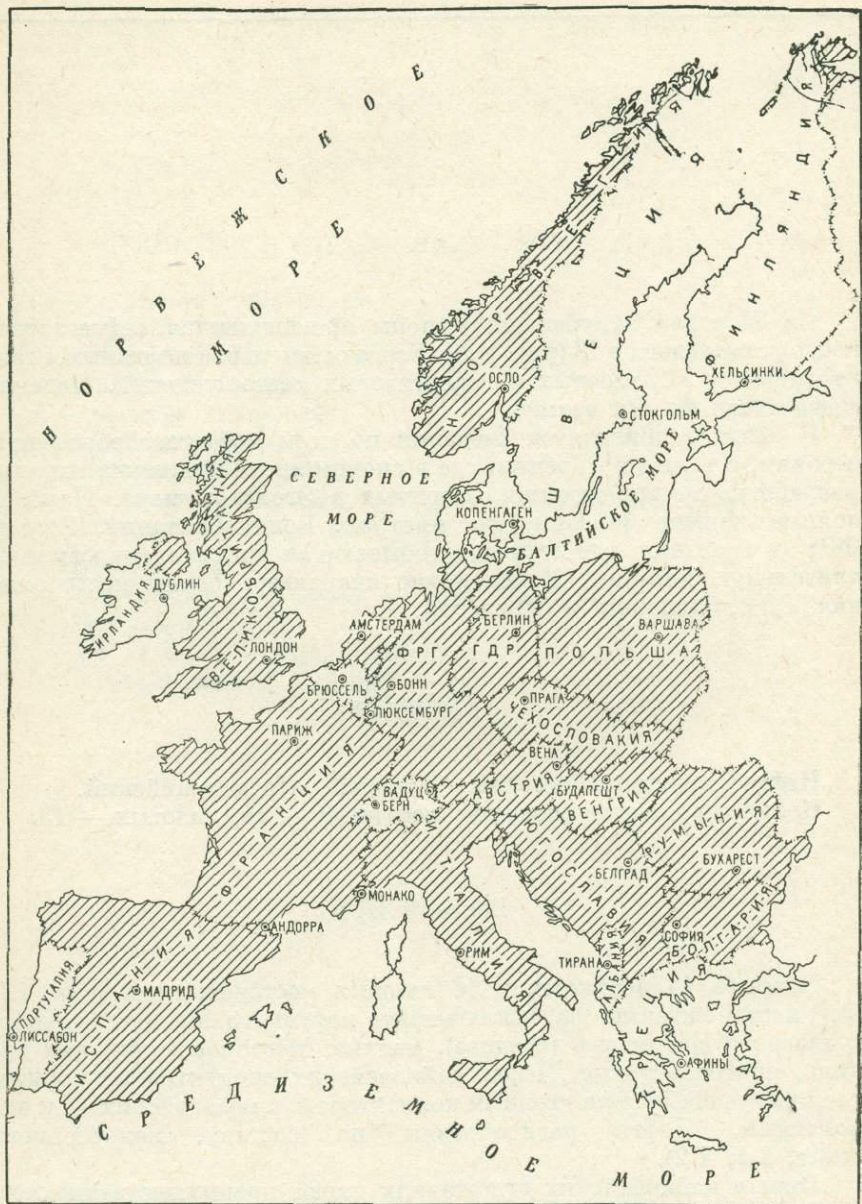 НОРВЕЖСКОЕ
МОРЕ
НОРВЕГИЯ
ШВЕЦИЯ
ФИНЛЯНДИЯ
ХЕЛЬСИНКИ
ОСЛО
СТОКГОЛЬМ
СЕВЕРНОЕ
МОРЕ
КОПЕНГАГЕН
БАЛТИЙСКОЕ МОРЕ
ВЕЛИКОБРИТАНИЯ
ИРЛАНДИЯ
ДУБЛИН
ЛОНДОН
АМСТЕРДАМ
БЕРЛИН
ВАРШАВА
ФРГ
ГДР
ПОЛЬША
БРЮССЕЛЬ
БОНН
ЛЮКСЕМБУРГ
ПРАГА
ЧЕХОСЛОВАКИЯ
ПАРИЖ
ФРАНЦИЯ
ВЕНА
АВСТРИЯ
БУДАПЕШТ
ВЕНГРИЯ
ВАДУЦ
БЕРН
ИТАЛИЯ
ЮГОСЛАВИЯ
РУМЫНИЯ
БЕЛГРАД
БУХАРЕСТ
МОНАКО
АНДОРРА
СОФИЯ
БОЛГАРИЯ
РИМ
ТИРАНА
АЛБАНИЯ
ГРЕЦИЯ
АФИНЫ
ПОРТУГАЛИЯ
ЛИССАБОН
ИСПАНИЯ
МАДРИД
СРЕДИЗЕМНОЕ МОРЕ